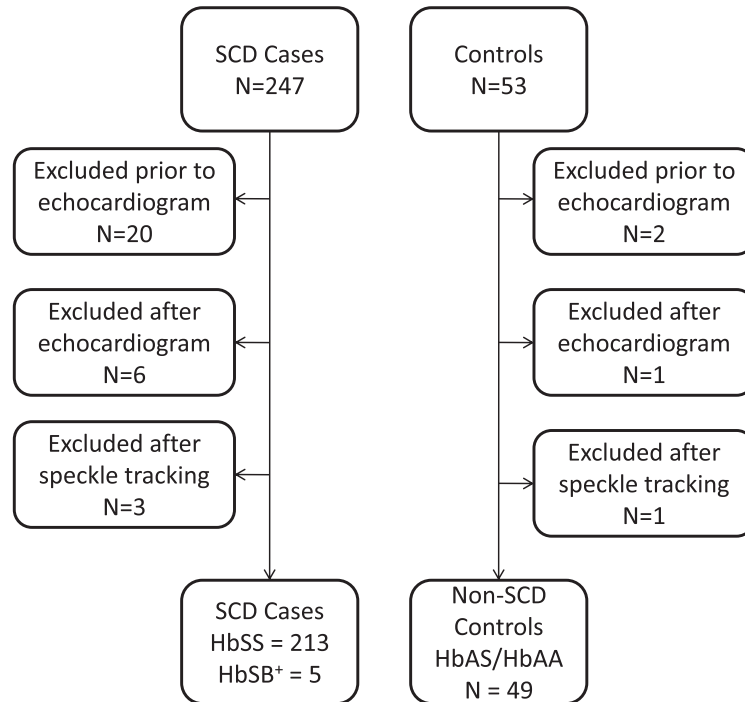 SCD Cases
N=247
Controls
N=53
Excluded prior to
echocardiogram
N=20
Excluded prior to
echocardiogram
N=2
Excluded after
echocardiogram
N=6
Excluded after
echocardiogram
N=1
Excluded after
speckle tracking
N=3
Excluded after
speckle tracking
N=1
SCD Cases
HbSS = 213
HbSB⁺ = 5
Non-SCD
Controls
HbAS/HbAA
N = 49